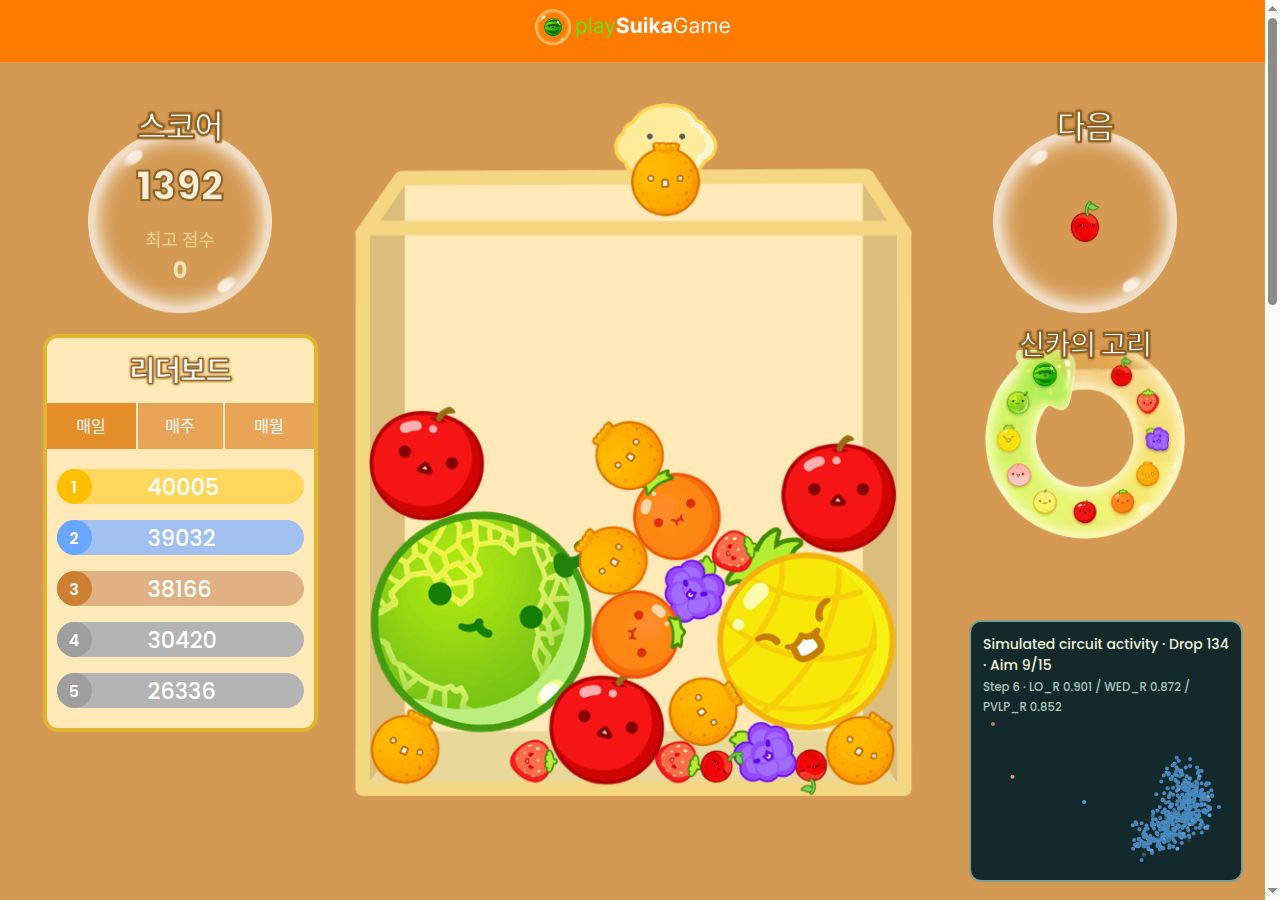 playSuikaGame
스코어
1392
최고 점수
0
다음
신카의 고리
리더보드
매일
매주
매월
1 40005
2 39032
3 38166
4 30420
5 26336
Simulated circuit activity · Drop 134
· Aim 9/15
Step 6 · LO_R 0.901 / WED_R 0.872 /
PVLP_R 0.852